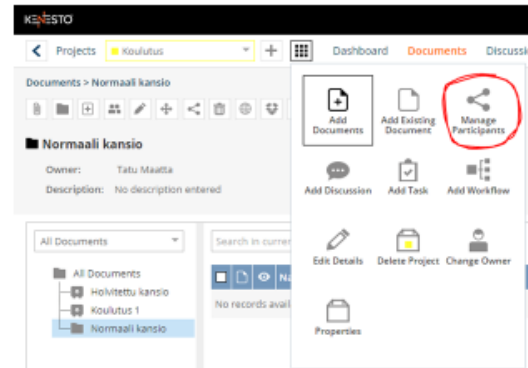 KENESTO
Projects Koulutus Dashboard Documents Discussi
Documents > Normaali kansio
Normaali kansio
Owner: Tatu Maatta
Description: No description entered
Add Documents
Add Existing Document
Manage Participants
Add Discussion
Add Task
Add Workflow
Edit Details
Delete Project
Change Owner
Properties
All Documents
Search in curren
All Documents
Holvitettu kansio
Koulutus 1
Normaali kansio
Na
No records avail